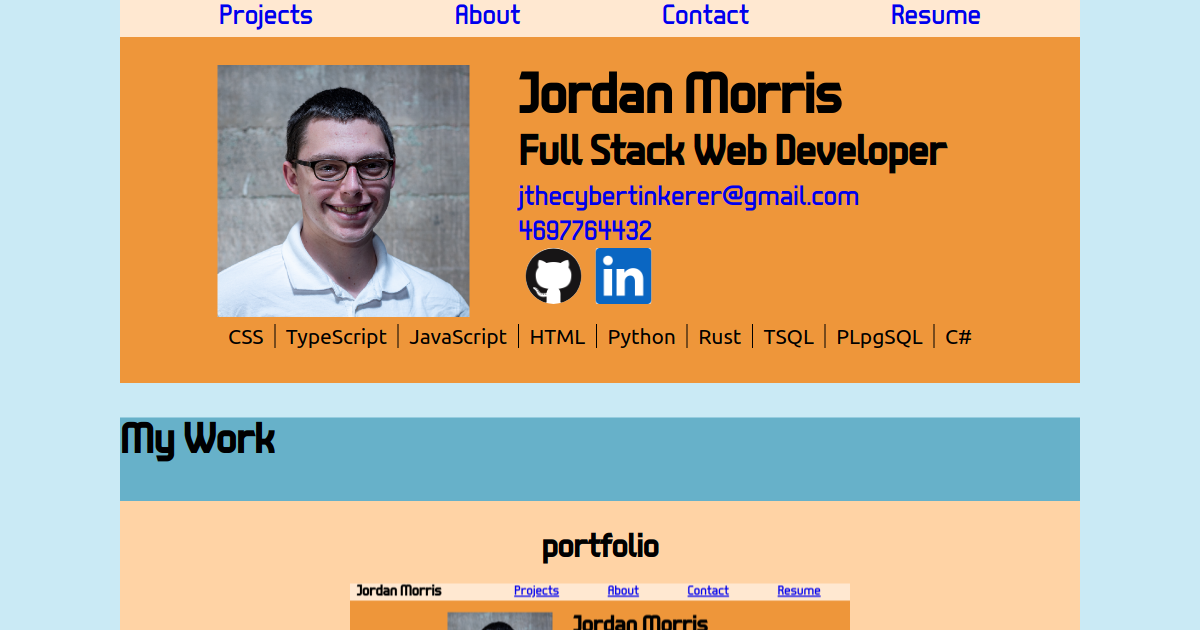 Projects About Contact Resume
Jordan Morris
Full Stack Web Developer
jthecybertinkerer@gmail.com
4697764432
in
CSS | TypeScript | JavaScript | HTML | Python | Rust | TSQL | PLpgSQL | C#
My Work
portfolio
Jordan Morris Projects About Contact Resume
Jordan Morris